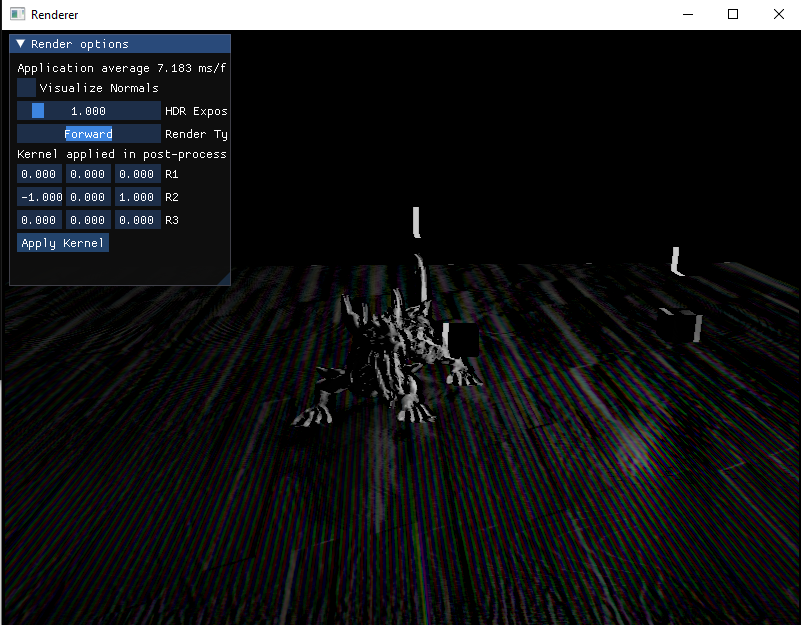 Renderer
Render options
Application average 7.183 ms/f
Visualize Normals
1.000 HDR Expos
Forward Render Ty
Kernel applied in post-process
0.000 0.000 0.000 R1
-1.000 0.000 1.000 R2
0.000 0.000 0.000 R3
Apply Kernel